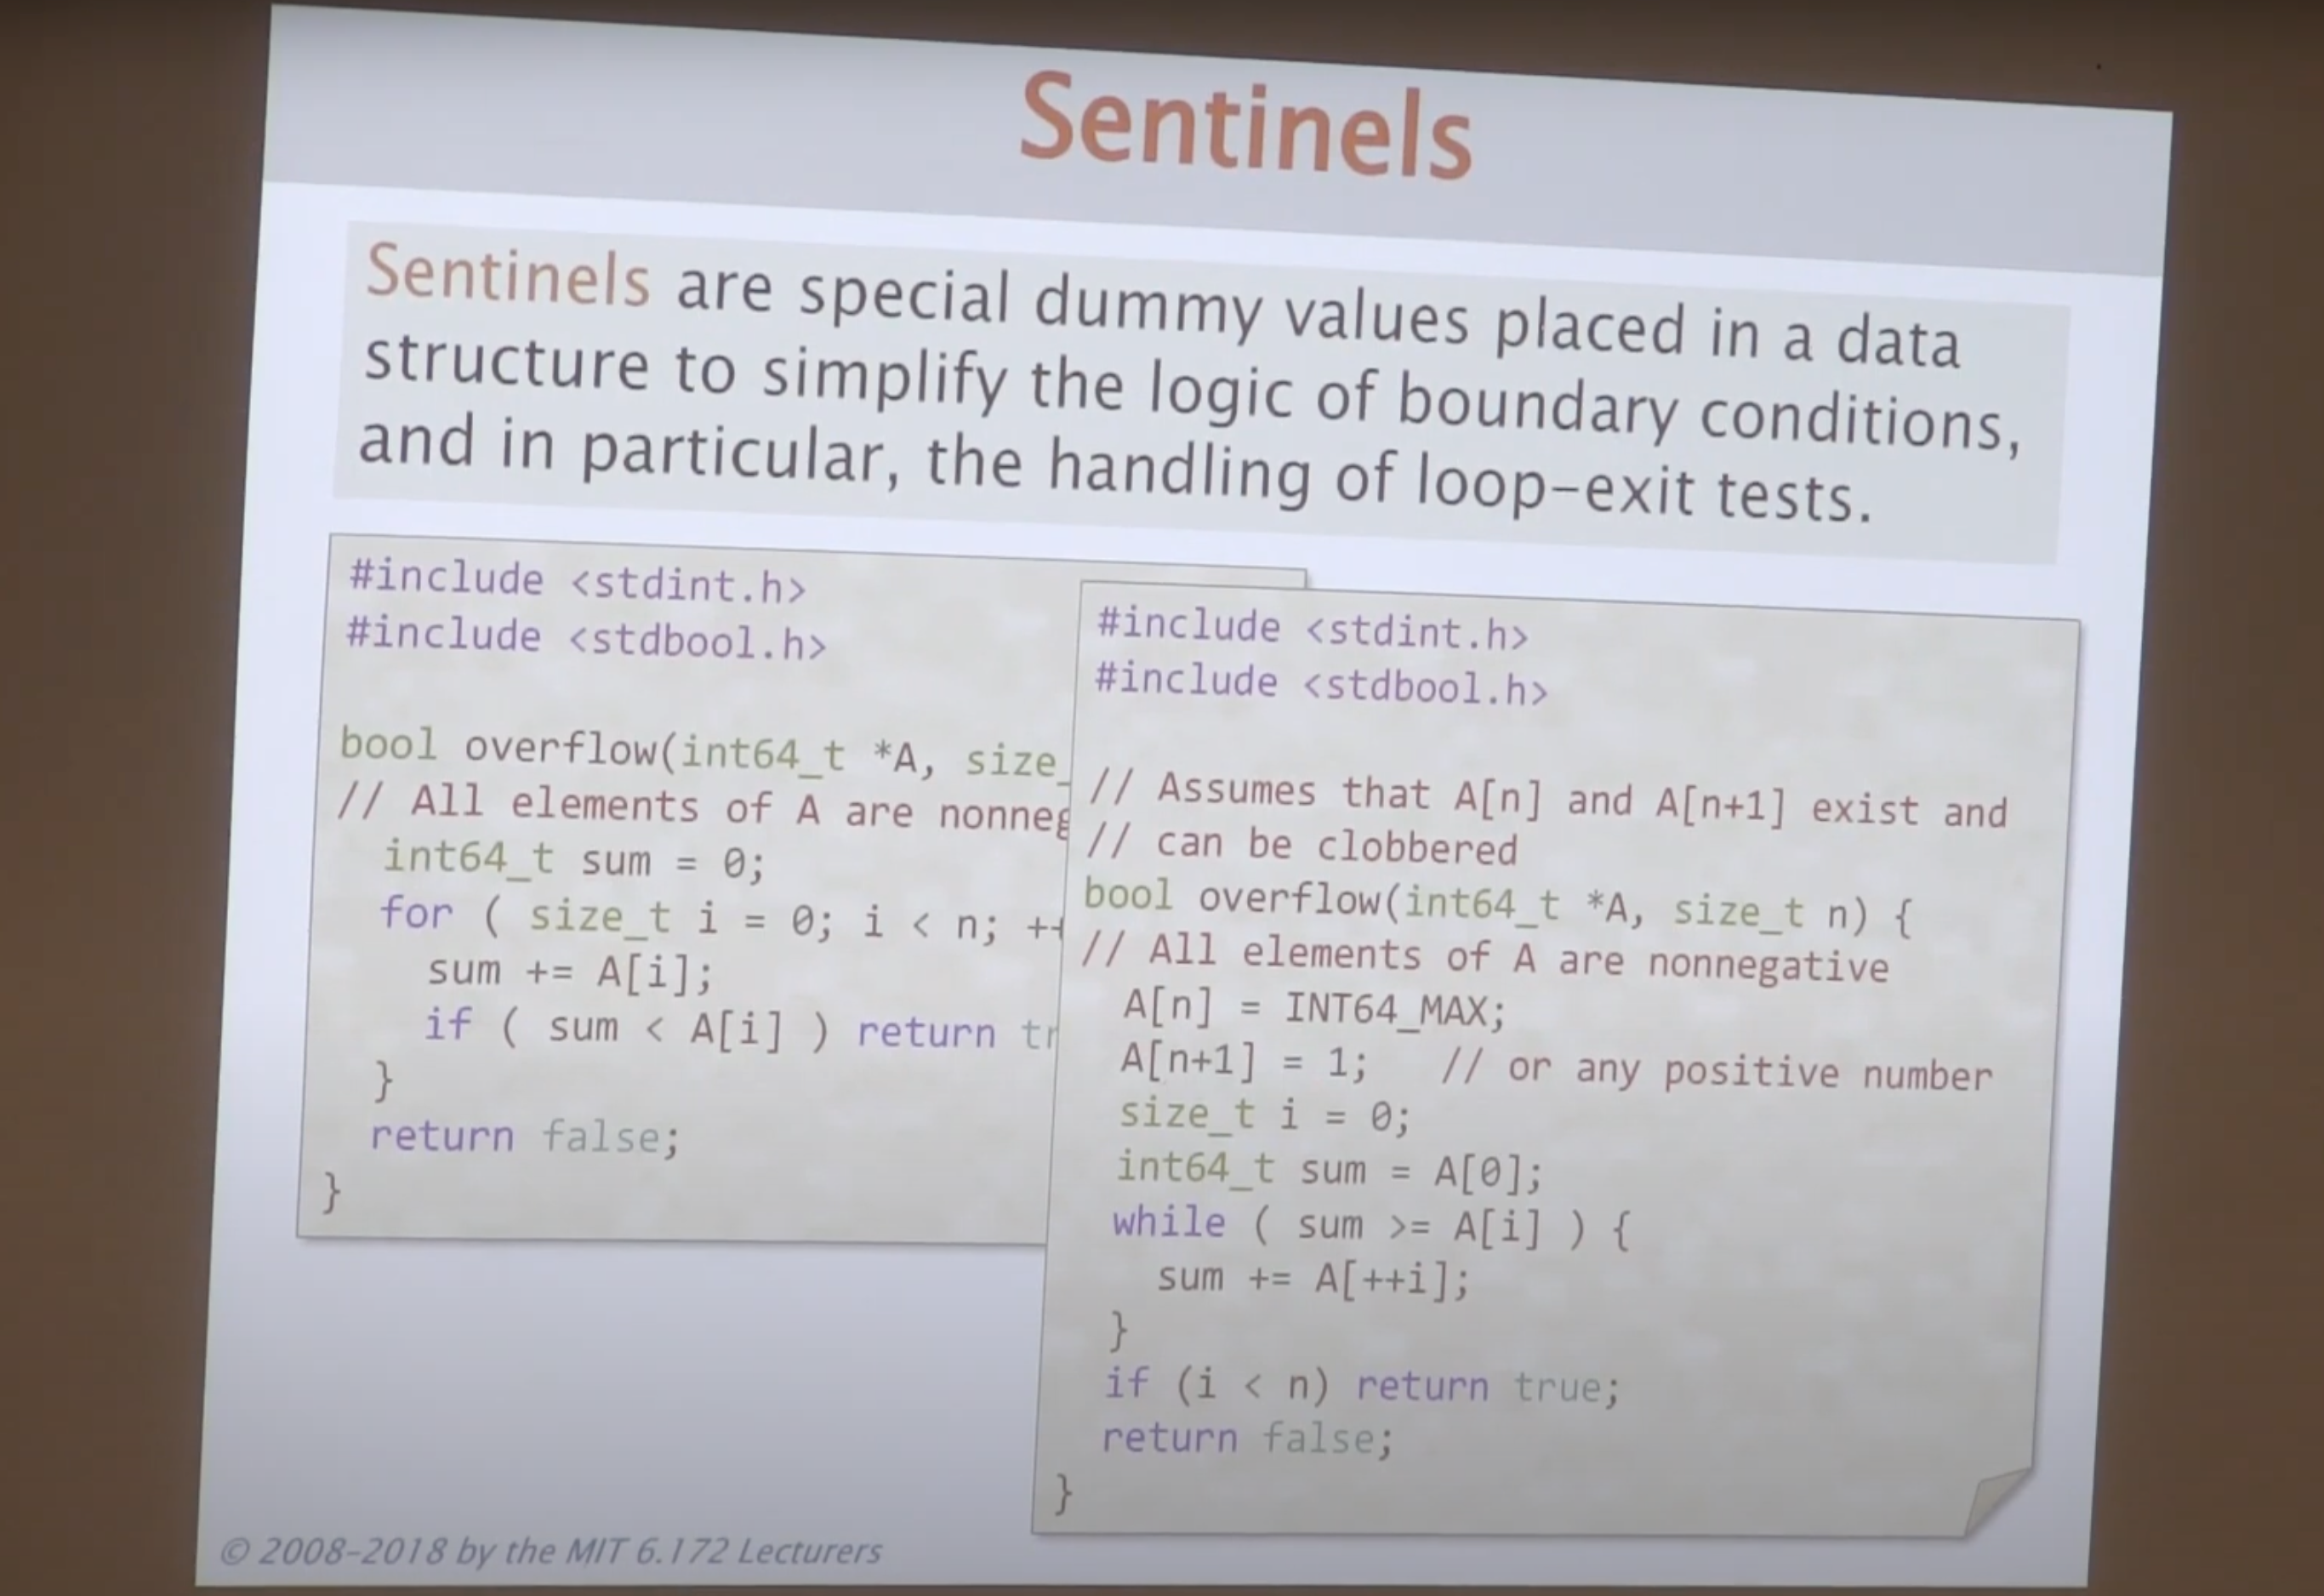 Sentinels
Sentinels are special dummy values placed in a data
structure to simplify the logic of boundary conditions,
and in particular, the handling of loop-exit tests.
#include <stdint.h>
#include <stdbool.h>
bool overflow(int64_t *A, size_
// All elements of A are nonneg
int64_t sum = 0;
for ( size_t i = 0; i < n; ++
sum += A[i];
if ( sum < A[i] ) return tr
}
return false;
}
#include <stdint.h>
#include <stdbool.h>
// Assumes that A[n] and A[n+1] exist and
// can be clobbered
bool overflow(int64_t *A, size_t n) {
// All elements of A are nonnegative
A[n] = INT64_MAX;
A[n+1] = 1;   // or any positive number
size_t i = 0;
int64_t sum = A[0];
while ( sum >= A[i] ) {
sum += A[++i];
}
if (i < n) return true;
return false;
}
© 2008–2018 by the MIT 6.172 Lecturers